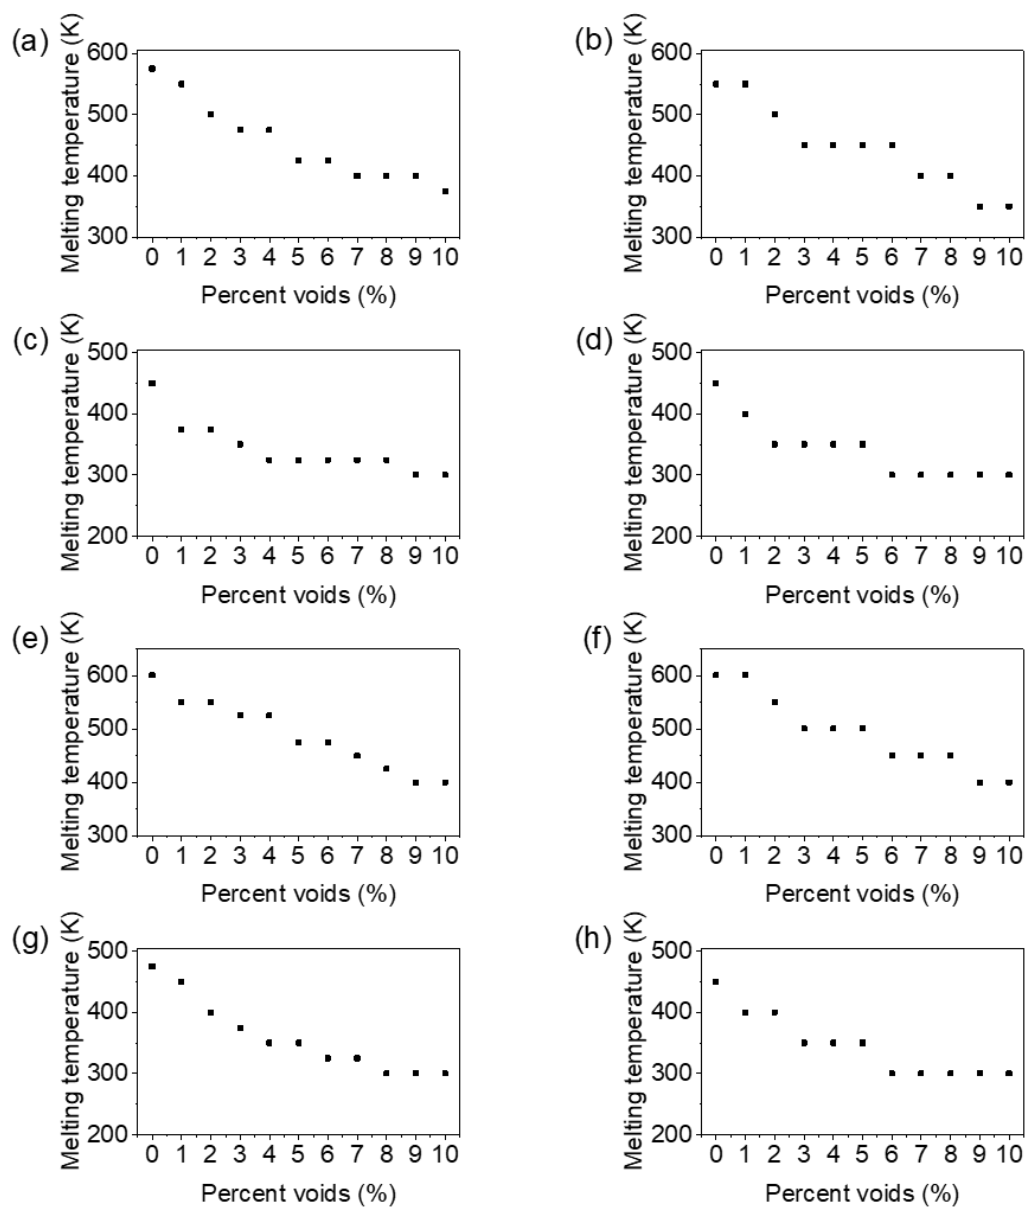 (a)
Melting temperature (K)
600
500
400
300
0 1 2 3 4 5 6 7 8 9 10
Percent voids (%)
(b)
Melting temperature (K)
600
500
400
300
0 1 2 3 4 5 6 7 8 9 10
Percent voids (%)
(c)
Melting temperature (K)
500
400
300
200
0 1 2 3 4 5 6 7 8 9 10
Percent voids (%)
(d)
Melting temperature (K)
500
400
300
200
0 1 2 3 4 5 6 7 8 9 10
Percent voids (%)
(e)
Melting temperature (K)
600
500
400
300
0 1 2 3 4 5 6 7 8 9 10
Percent voids (%)
(f)
Melting temperature (K)
600
500
400
300
0 1 2 3 4 5 6 7 8 9 10
Percent voids (%)
(g)
Melting temperature (K)
500
400
300
200
0 1 2 3 4 5 6 7 8 9 10
Percent voids (%)
(h)
Melting temperature (K)
500
400
300
200
0 1 2 3 4 5 6 7 8 9 10
Percent voids (%)